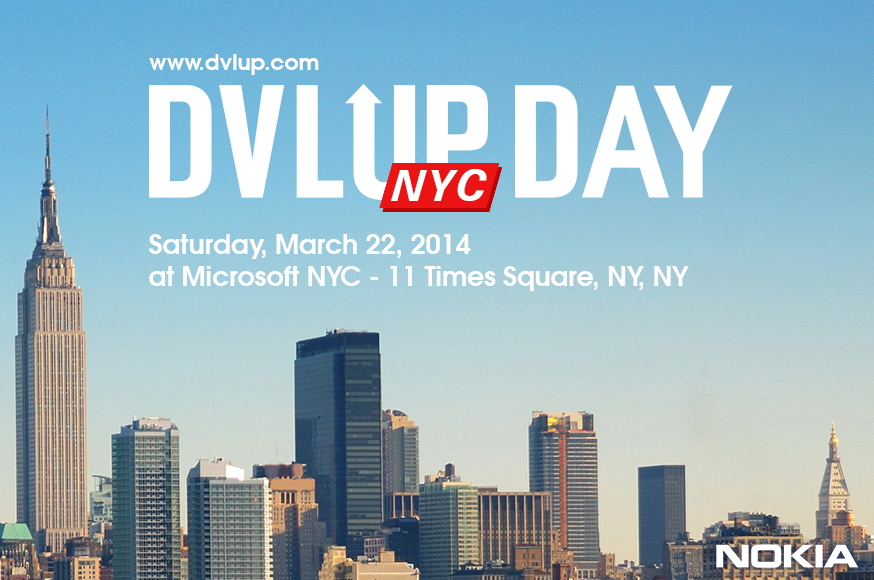 www.dvlup.com
DVLUP DAY
NYC
Saturday, March 22, 2014
at Microsoft NYC - 11 Times Square, NY, NY
NOKIA